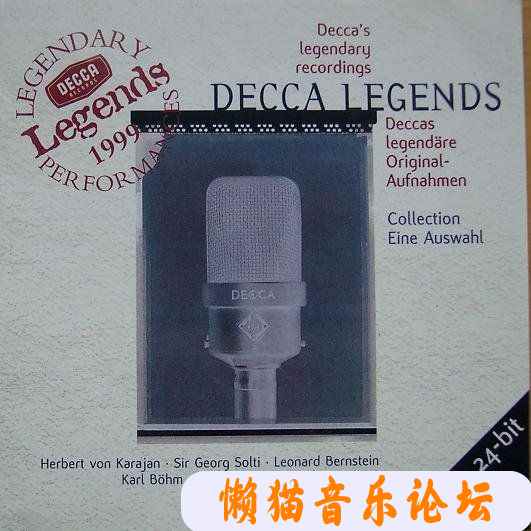 LEGENDARY
DECCA
RECORDS
Legends
1999
PERFORMANCES
Decca's
legendary
recordings
DECCA LEGENDS
Deccas
legendäre
Original-
Aufnahmen
Collection
Eine Auswahl
DECCA
Herbert von Karajan · Sir Georg Solti · Leonard Bernstein
Karl Böhm
24-bit
懒猫音乐论坛